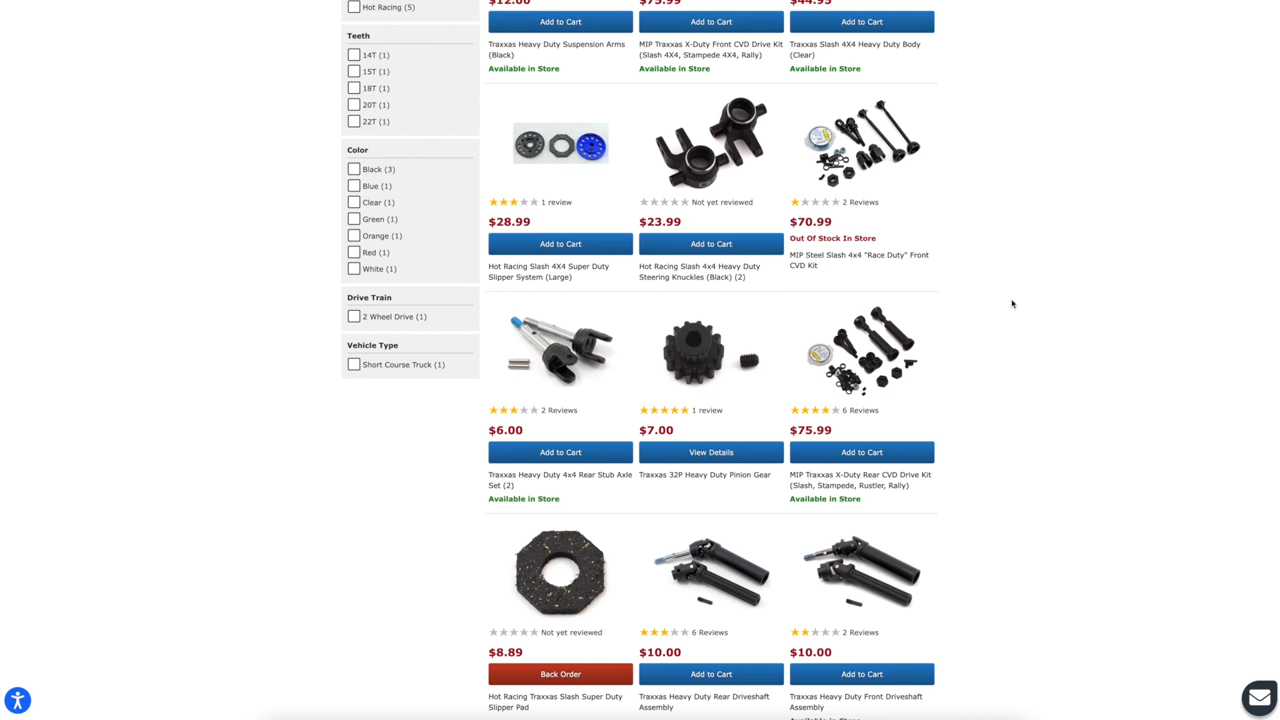 Hot Racing (5)
Teeth
14T (1)
15T (1)
18T (1)
20T (1)
22T (1)
Color
Black (3)
Blue (1)
Clear (1)
Green (1)
Orange (1)
Red (1)
White (1)
Drive Train
2 Wheel Drive (1)
Vehicle Type
Short Course Truck (1)
$12.00
$75.99
$44.95
Add to Cart
Add to Cart
Add to Cart
Traxxas Heavy Duty Suspension Arms
(Black)
Available in Store
MIP Traxxas X-Duty Front CVD Drive Kit
(Slash 4X4, Stampede 4X4, Rally)
Available in Store
Traxxas Slash 4X4 Heavy Duty Body
(Clear)
Available in Store
1 review
$28.99
Add to Cart
Hot Racing Slash 4X4 Super Duty
Slipper System (Large)
Not yet reviewed
$23.99
Add to Cart
Hot Racing Slash 4x4 Heavy Duty
Steering Knuckles (Black) (2)
2 Reviews
$70.99
Out Of Stock In Store
MIP Steel Slash 4x4 "Race Duty" Front
CVD Kit
2 Reviews
$6.00
Add to Cart
Traxxas Heavy Duty 4x4 Rear Stub Axle
Set (2)
Available in Store
1 review
$7.00
View Details
Traxxas 32P Heavy Duty Pinion Gear
6 Reviews
$75.99
Add to Cart
MIP Traxxas X-Duty Rear CVD Drive Kit
(Slash, Stampede, Rustler, Rally)
Available in Store
Not yet reviewed
$8.89
Back Order
Hot Racing Traxxas Slash Super Duty
Slipper Pad
6 Reviews
$10.00
Add to Cart
Traxxas Heavy Duty Rear Driveshaft
Assembly
2 Reviews
$10.00
Add to Cart
Traxxas Heavy Duty Front Driveshaft
Assembly